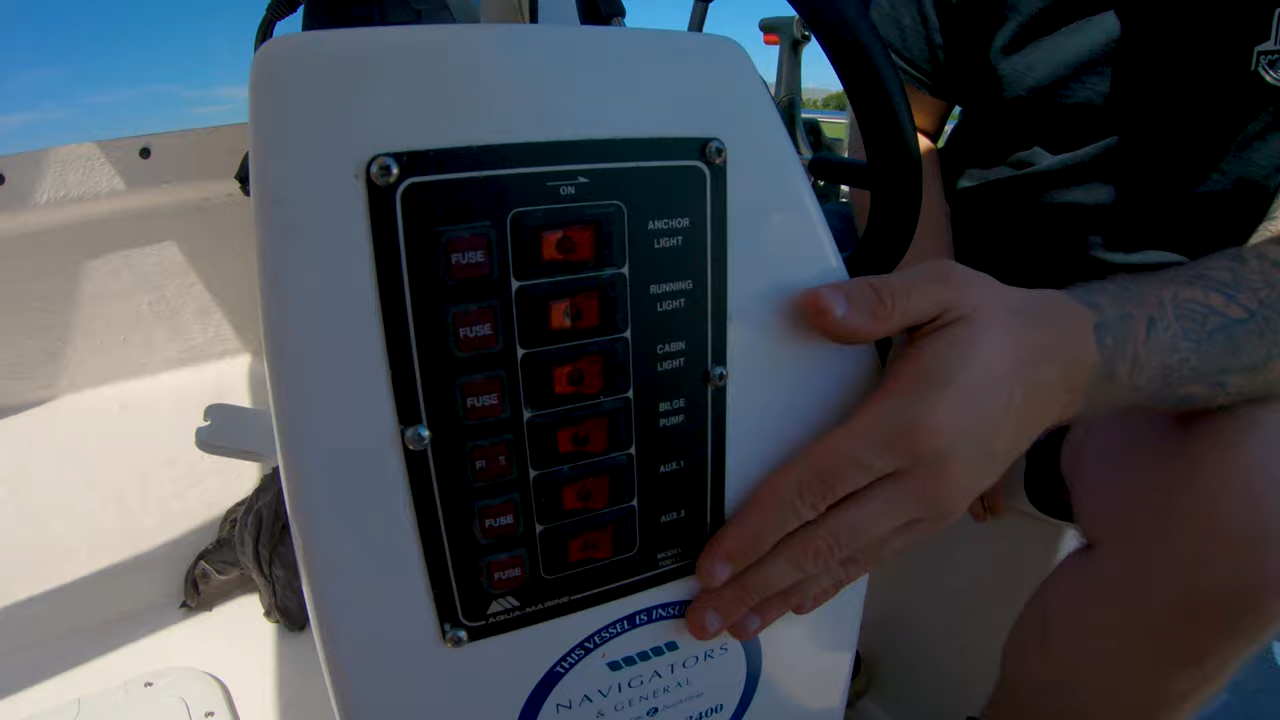 ON
FUSE
ANCHOR
LIGHT
FUSE
RUNNING
LIGHT
FUSE
CABIN
LIGHT
BILGE
PUMP
AUX.1
FUSE
AUX.2
FUSE
MODEL
AQUA-MARINE
THIS VESSEL IS
NAVIGATORS
& GENERAL